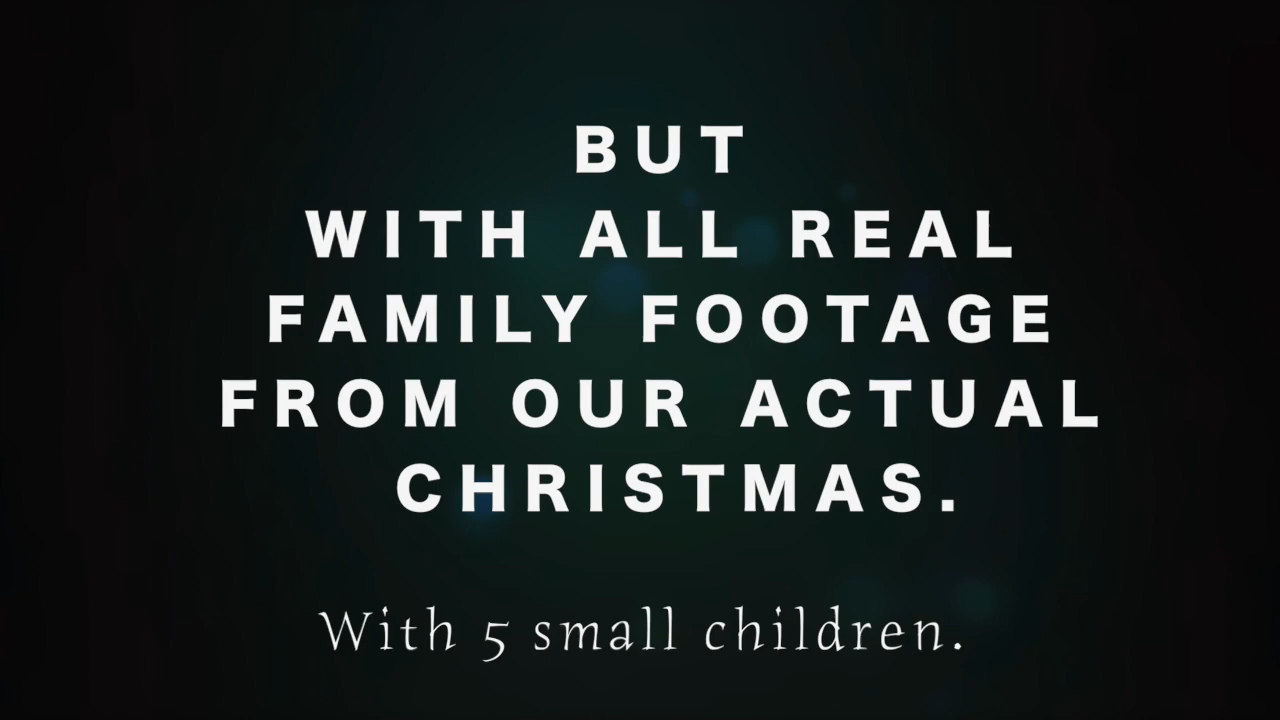 BUT
WITH ALL REAL
FAMILY FOOTAGE
FROM OUR ACTUAL
CHRISTMAS.
With 5 small children.